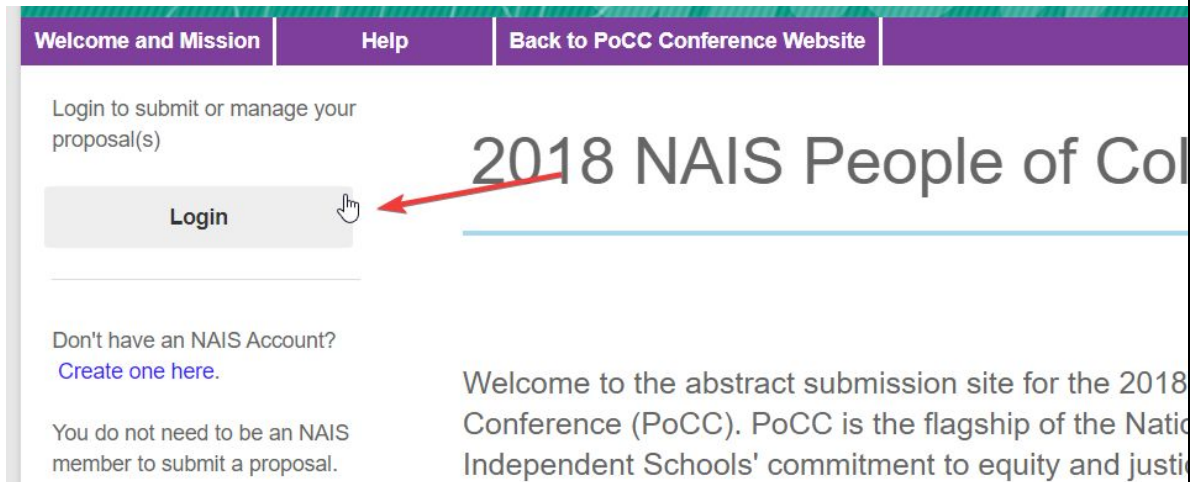 Welcome and Mission Help Back to PoCC Conference Website
Login to submit or manage your
proposal(s)
Login
Don't have an NAIS Account?
Create one here.
You do not need to be an NAIS
member to submit a proposal.
2018 NAIS People of Col
Welcome to the abstract submission site for the 2018
Conference (PoCC). PoCC is the flagship of the Natio
Independent Schools' commitment to equity and justi